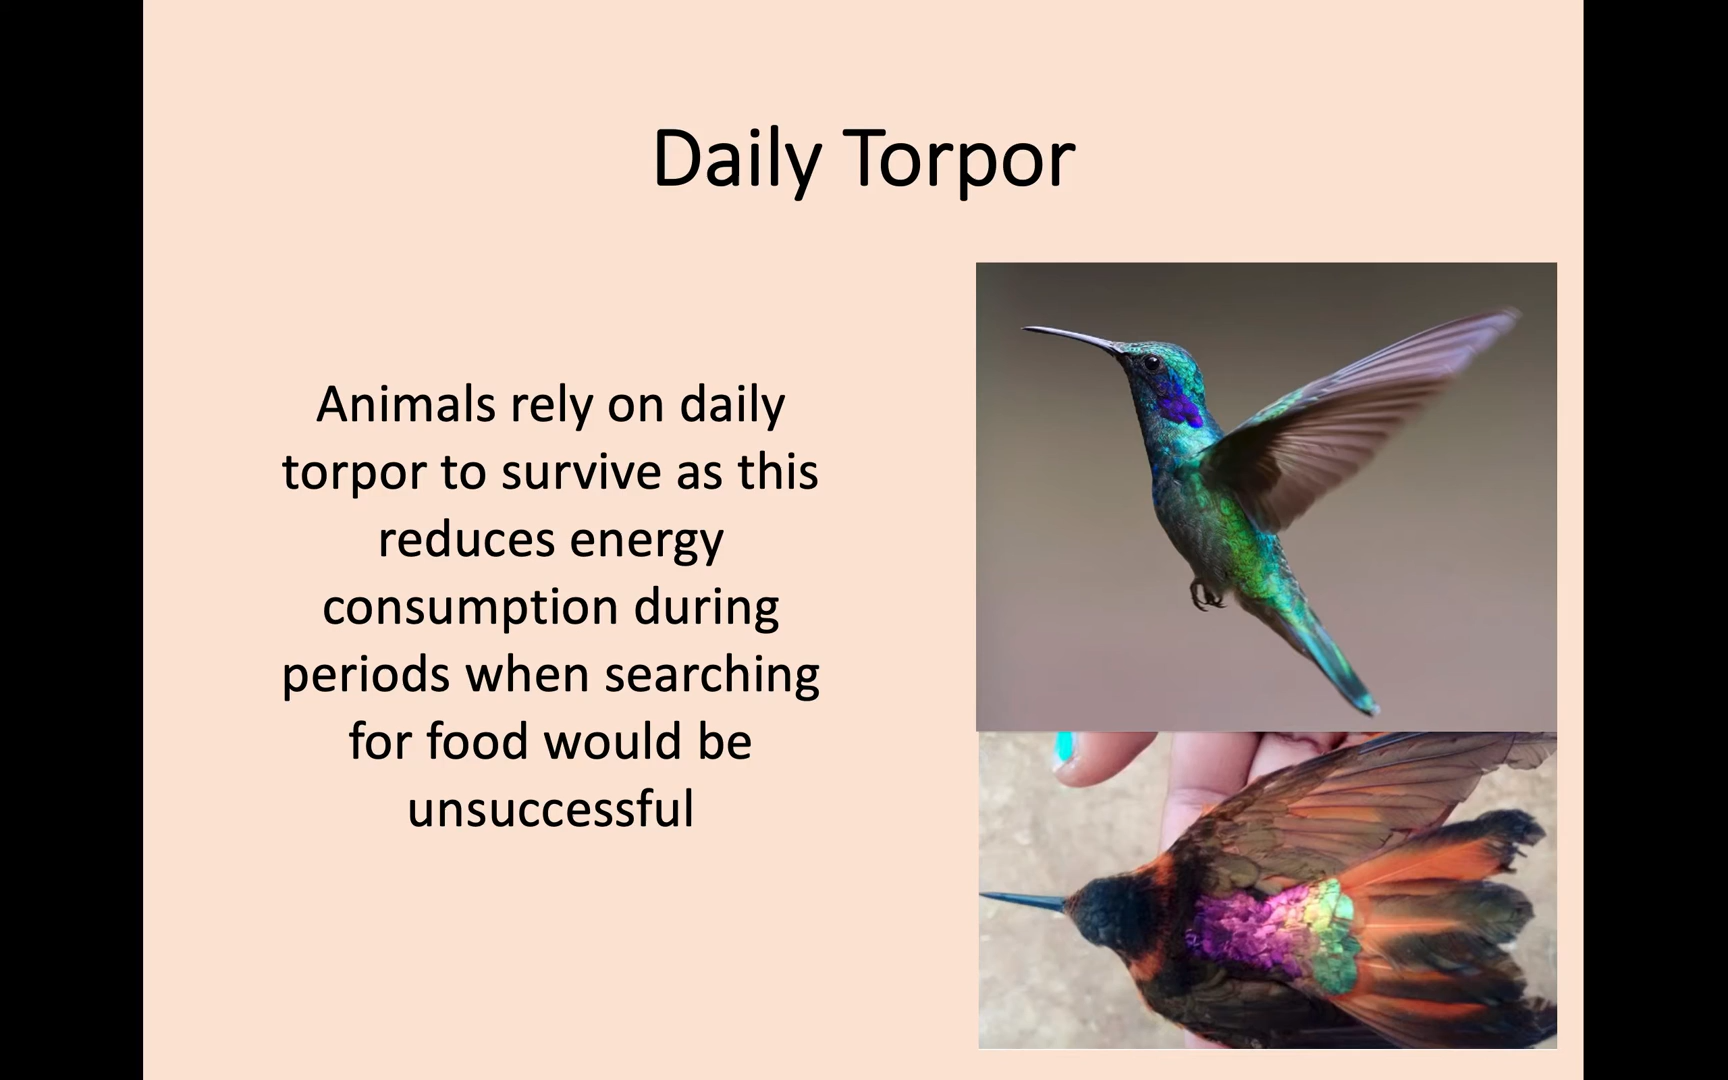 Daily Torpor
Animals rely on daily
torpor to survive as this
reduces energy
consumption during
periods when searching
for food would be
unsuccessful